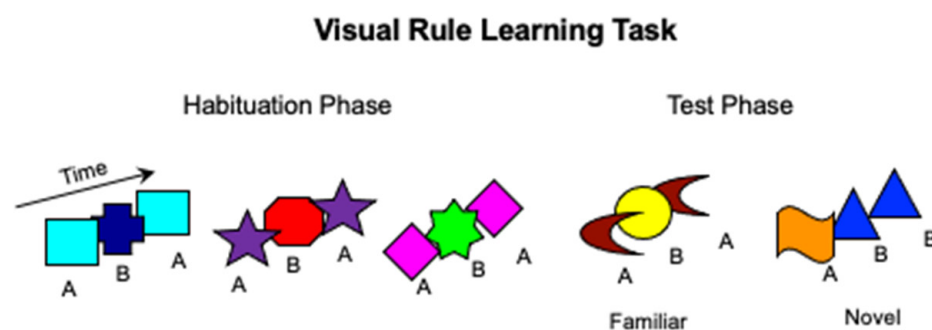 Visual Rule Learning Task
Habituation Phase
Test Phase
Time
A B A
A B A
A B A
A B A
A B B
Familiar
Novel